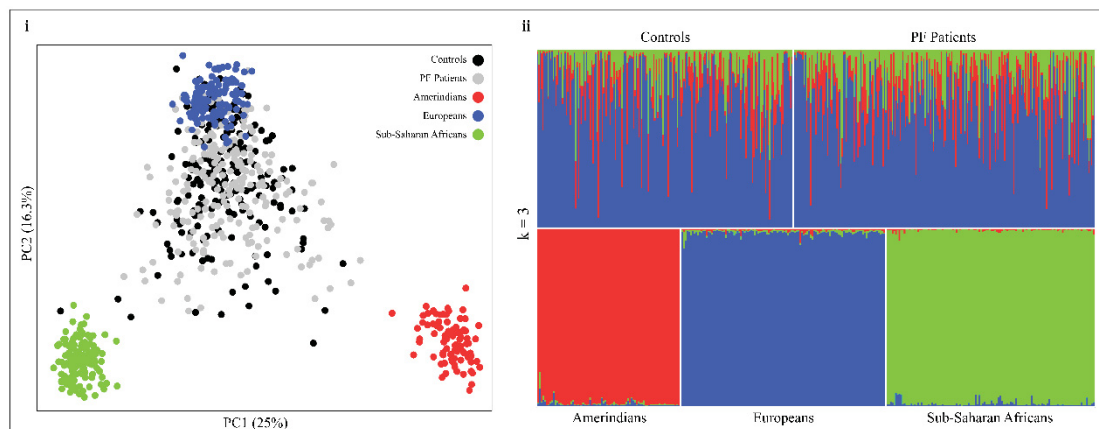 i
Controls
PF Patients
Amerindians
Europeans
Sub-Saharan Africans
PC2 (16.3%)
PC1 (25%)
ii
Controls
PF Patients
k = 3
Amerindians
Europeans
Sub-Saharan Africans